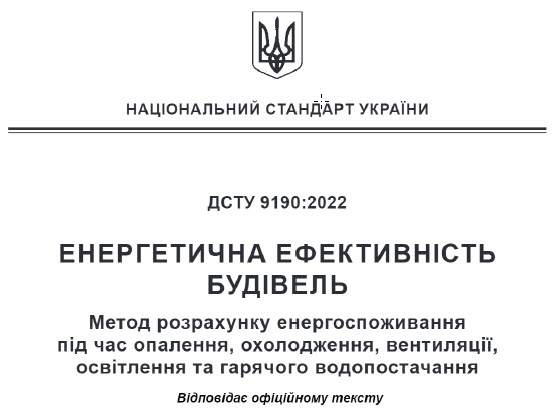 НАЦІОНАЛЬНИЙ СТАНДАРТ УКРАЇНИ
ДСТУ 9190:2022
ЕНЕРГЕТИЧНА ЕФЕКТИВНІСТЬ
БУДІВЕЛЬ
Метод розрахунку енергоспоживання
під час опалення, охолодження, вентиляції,
освітлення та гарячого водопостачання
Відповідає офіційному тексту